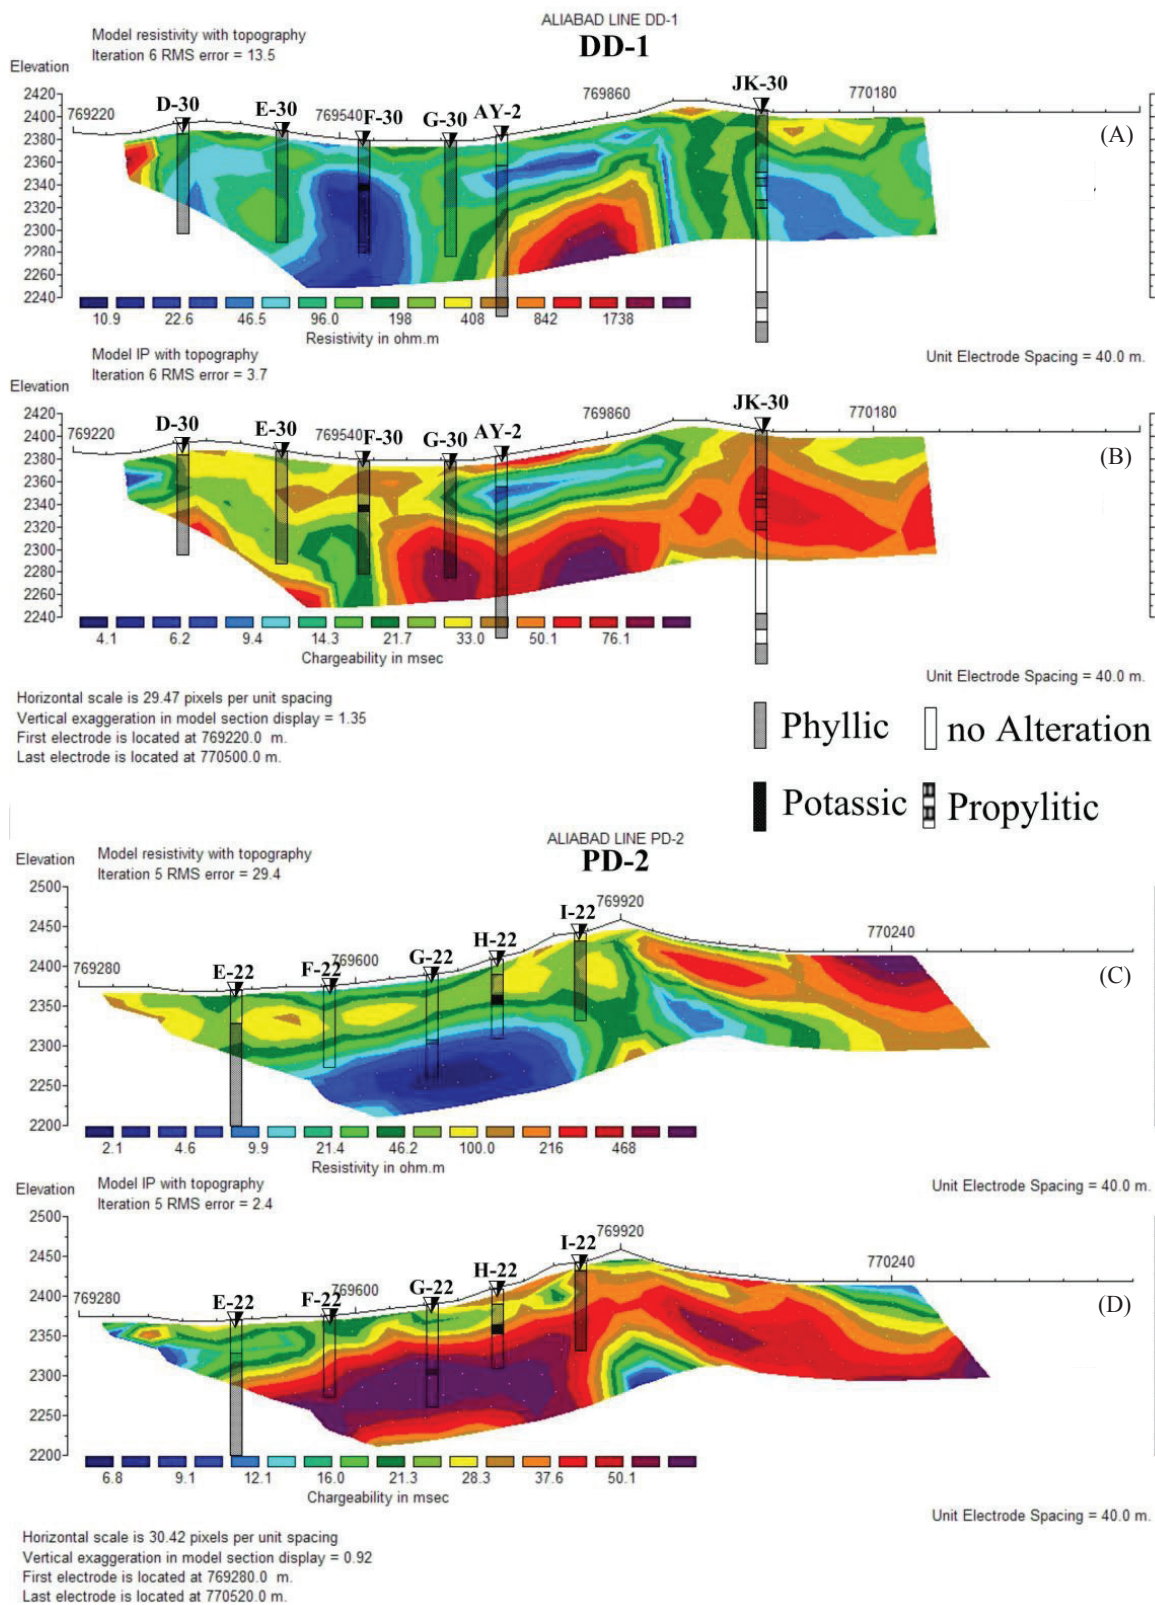 ALIABAD LINE DD-1
DD-1
Model resistivity with topography
Iteration 6 RMS error = 13.5
Elevation
2420
2400
2380
2360
2340
2320
2300
2280
2260
2240
769220
D-30
E-30
769540
F-30
G-30
AY-2
769860
JK-30
770180
(A)
10.9 22.6 46.5 96.0 198 408 842 1738
Resistivity in ohm.m
Unit Electrode Spacing = 40.0 m.
Model IP with topography
Iteration 6 RMS error = 3.7
Elevation
2420
2400
2380
2360
2340
2320
2300
2280
2260
2240
769220
D-30
E-30
769540
F-30
G-30
AY-2
769860
JK-30
770180
(B)
4.1 6.2 9.4 14.3 21.7 33.0 50.1 76.1
Chargeability in msec
Unit Electrode Spacing = 40.0 m.
Horizontal scale is 29.47 pixels per unit spacing
Vertical exaggeration in model section display = 1.35
First electrode is located at 769220.0 m.
Last electrode is located at 770500.0 m.
Phyllic
no Alteration
Potassic
Propylitic
ALIABAD LINE PD-2
PD-2
Model resistivity with topography
Iteration 5 RMS error = 29.4
Elevation
2500
2450
2400
2350
2300
2250
2200
769280
E-22
F-22
769600
G-22
H-22
I-22
769920
770240
(C)
2.1 4.6 9.9 21.4 46.2 100.0 216 468
Resistivity in ohm.m
Unit Electrode Spacing = 40.0 m.
Model IP with topography
Iteration 5 RMS error = 2.4
Elevation
2500
2450
2400
2350
2300
2250
2200
769280
E-22
F-22
769600
G-22
H-22
I-22
769920
770240
(D)
6.8 9.1 12.1 16.0 21.3 28.3 37.6 50.1
Chargeability in msec
Unit Electrode Spacing = 40.0 m.
Horizontal scale is 30.42 pixels per unit spacing
Vertical exaggeration in model section display = 0.92
First electrode is located at 769280.0 m.
Last electrode is located at 770520.0 m.